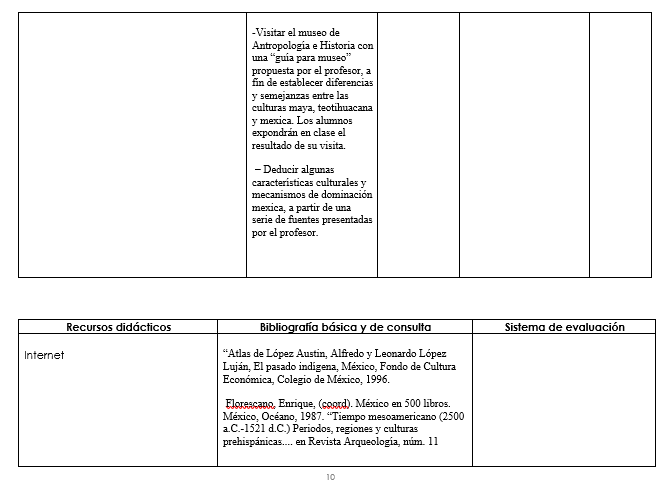 -Visitar el museo de
Antropología e Historia con
una “guía para museo”
propuesta por el profesor, a
fin de establecer diferencias
y semejanzas entre las
culturas maya, teotihuacana
y mexica. Los alumnos
expondrán en clase el
resultado de su visita.
– Deducir algunas
características culturales y
mecanismos de dominación
mexica, a partir de una
serie de fuentes presentadas
por el profesor.
Recursos didácticos
Bibliografía básica y de consulta
Sistema de evaluación
Internet
“Atlas de López Austin, Alfredo y Leonardo López
Luján, El pasado indígena, México, Fondo de Cultura
Económica, Colegio de México, 1996.
Florescano, Enrique, (coord). México en 500 libros.
México, Océano, 1987. “Tiempo mesoamericano (2500
a.C.-1521 d.C.) Periodos, regiones y culturas
prehispánicas.... en Revista Arqueología, núm. 11
10